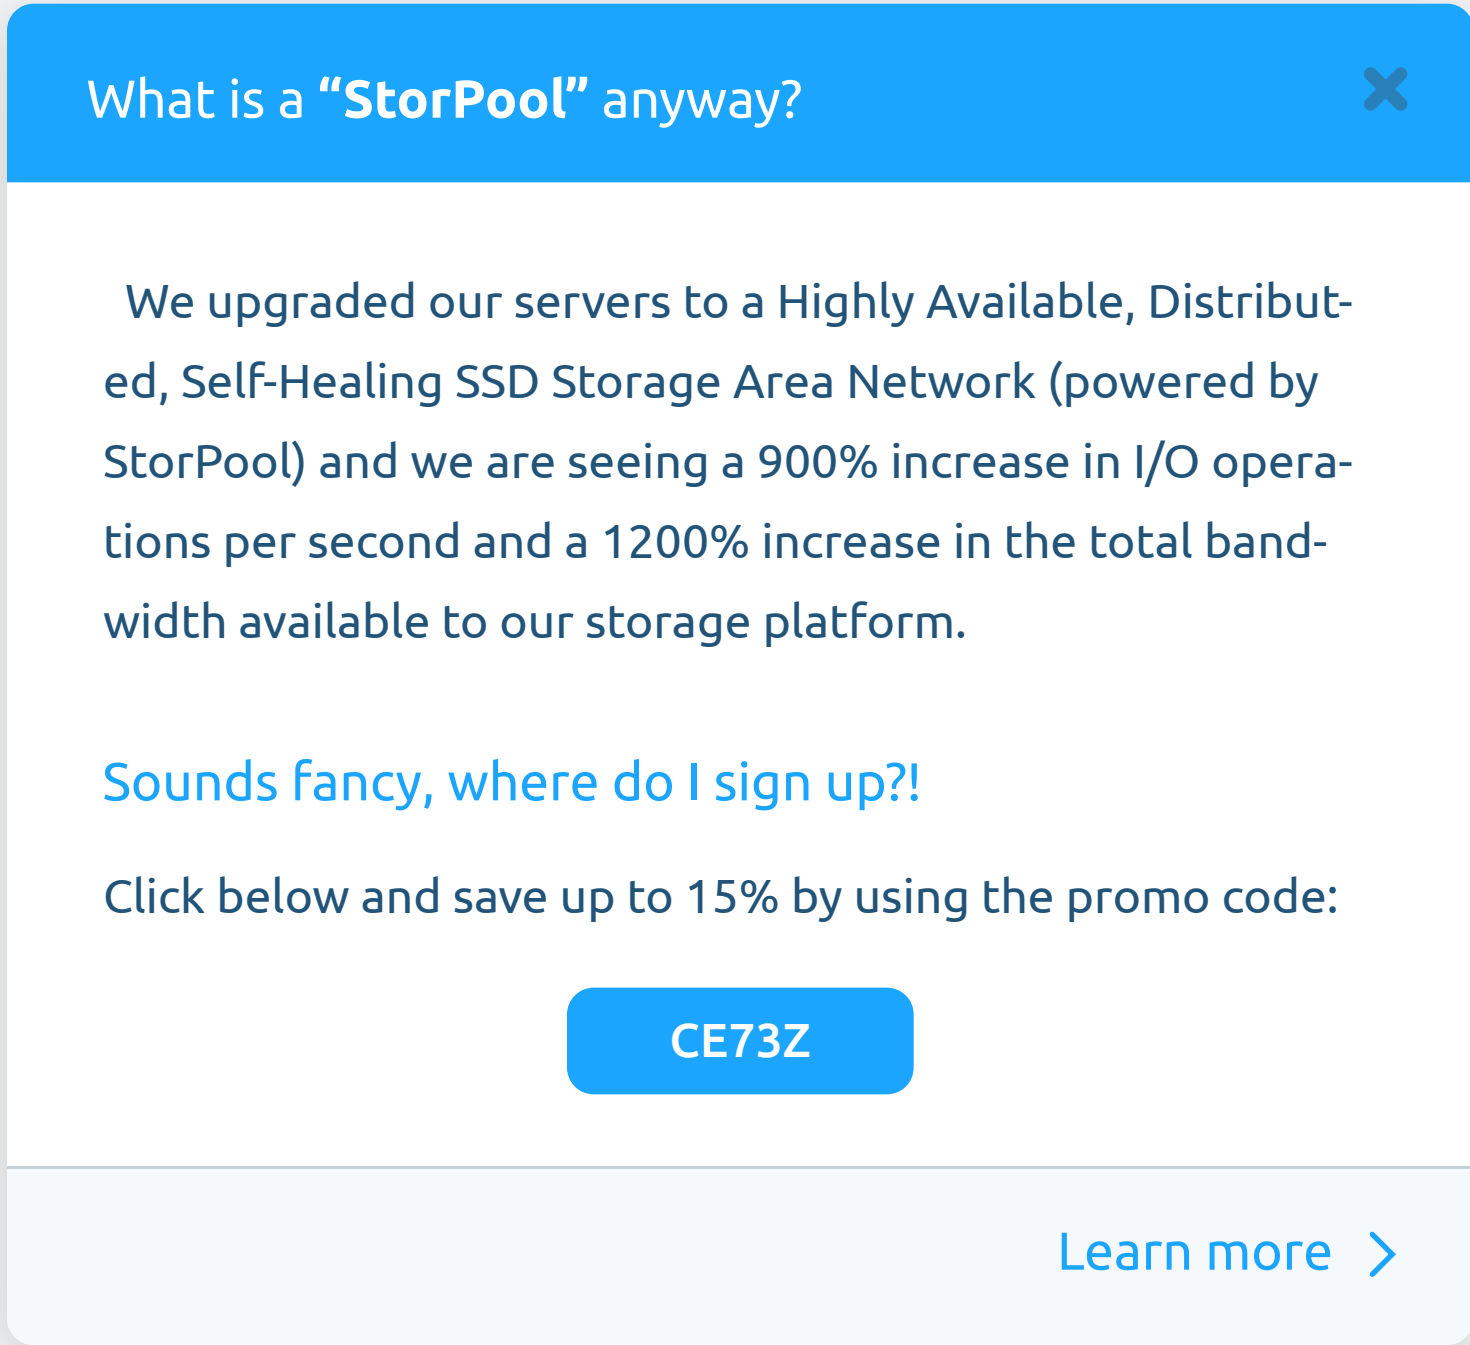 What is a “StorPool” anyway?
We upgraded our servers to a Highly Available, Distribut-
ed, Self-Healing SSD Storage Area Network (powered by
StorPool) and we are seeing a 900% increase in I/O opera-
tions per second and a 1200% increase in the total band-
width available to our storage platform.
Sounds fancy, where do I sign up?!
Click below and save up to 15% by using the promo code:
CE73Z
Learn more